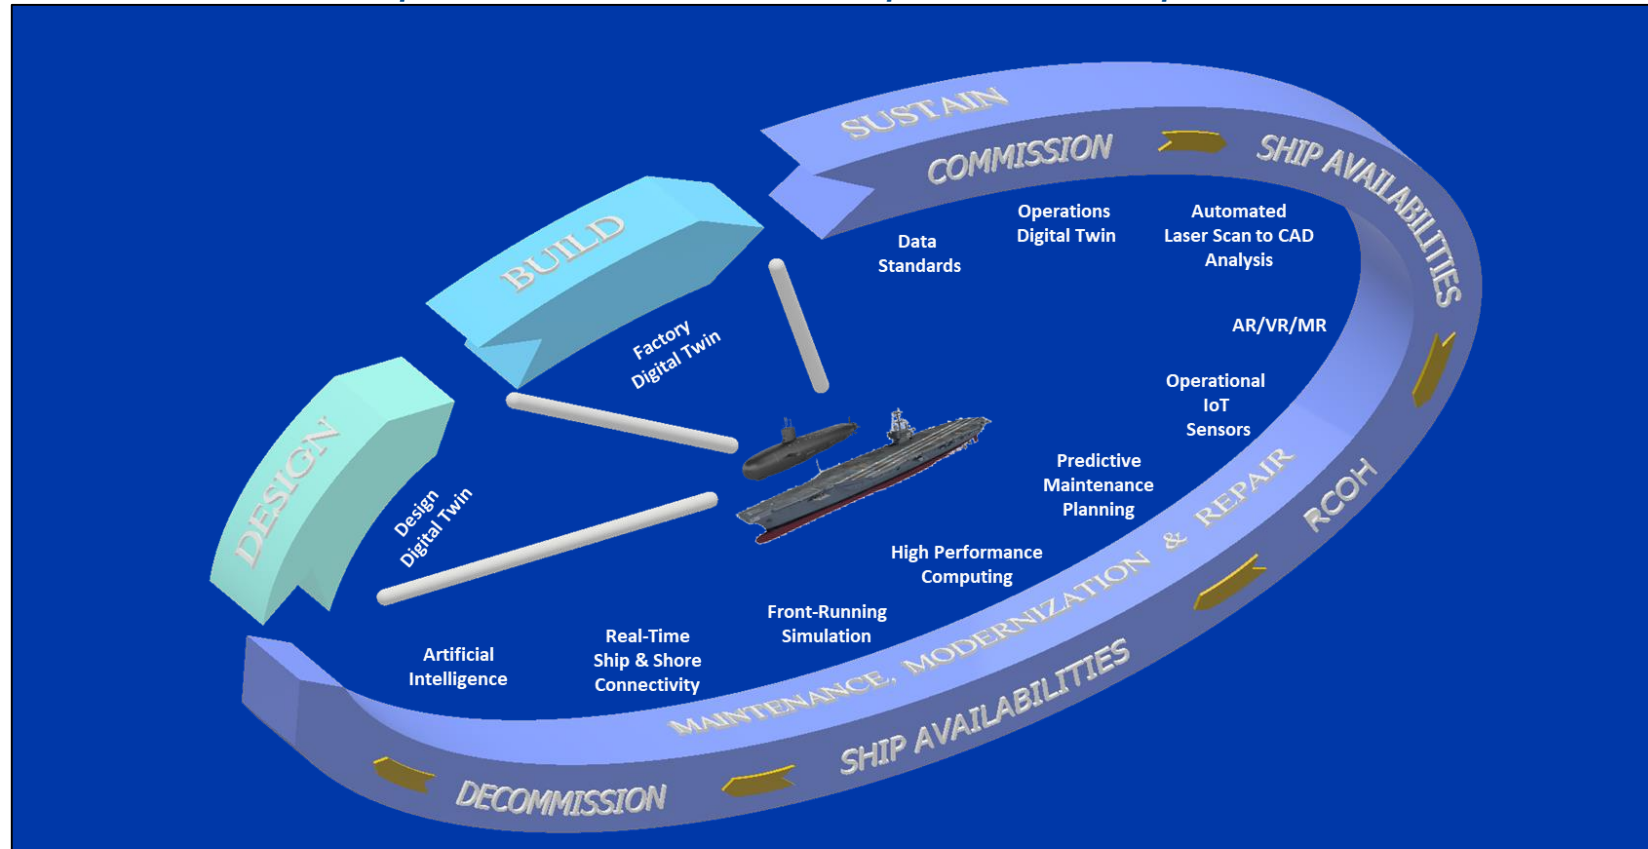 SUSTAIN
COMMISSION
SHIP AVAILABILITIES
BUILD
Data
Standards
Operations
Digital Twin
Automated
Laser Scan to CAD
Analysis
AR/VR/MR
Factory
Digital Twin
Operational
IoT
Sensors
DESIGN
Design
Digital Twin
Predictive
Maintenance
Planning
RCOH
High Performance
Computing
Front-Running
Simulation
Real-Time
Ship & Shore
Connectivity
Artificial
Intelligence
MAINTENANCE, MODERNIZATION & REPAIR
SHIP AVAILABILITIES
DECOMMISSION